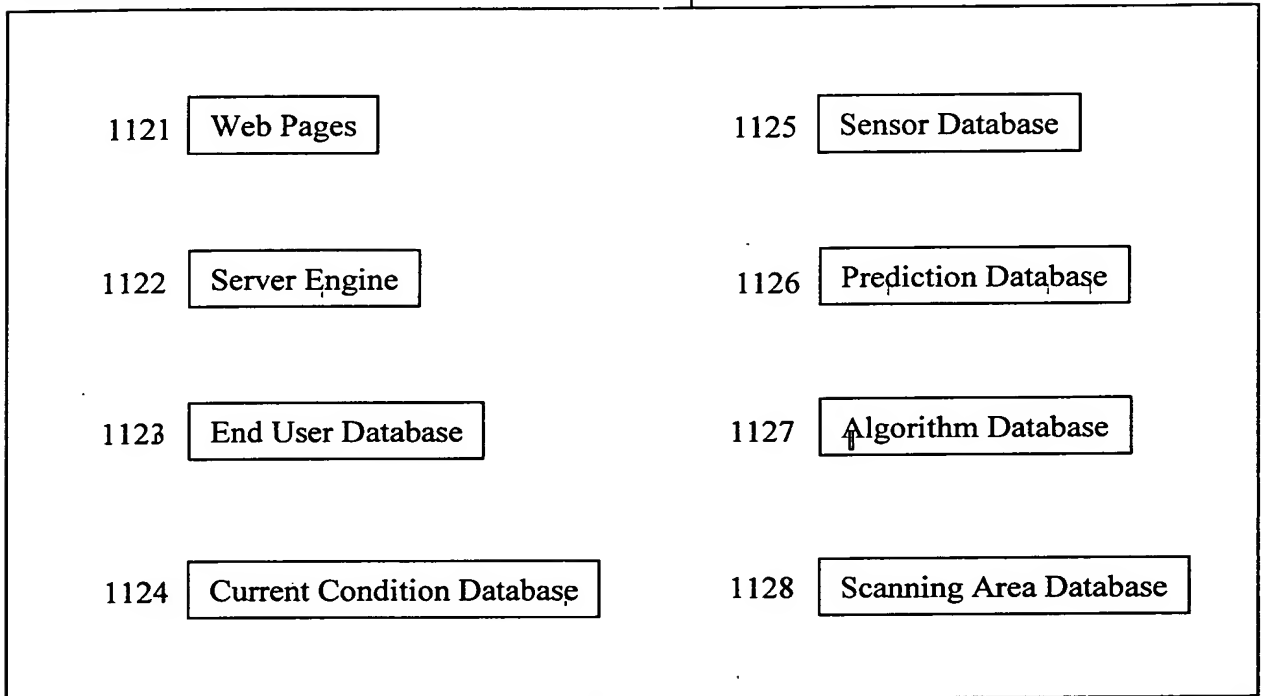 1121 Web Pages
1122 Server Engine
1123 End User Database
1124 Current Condition Database
1125 Sensor Database
1126 Prediction Database
1127 Algorithm Database
1128 Scanning Area Database